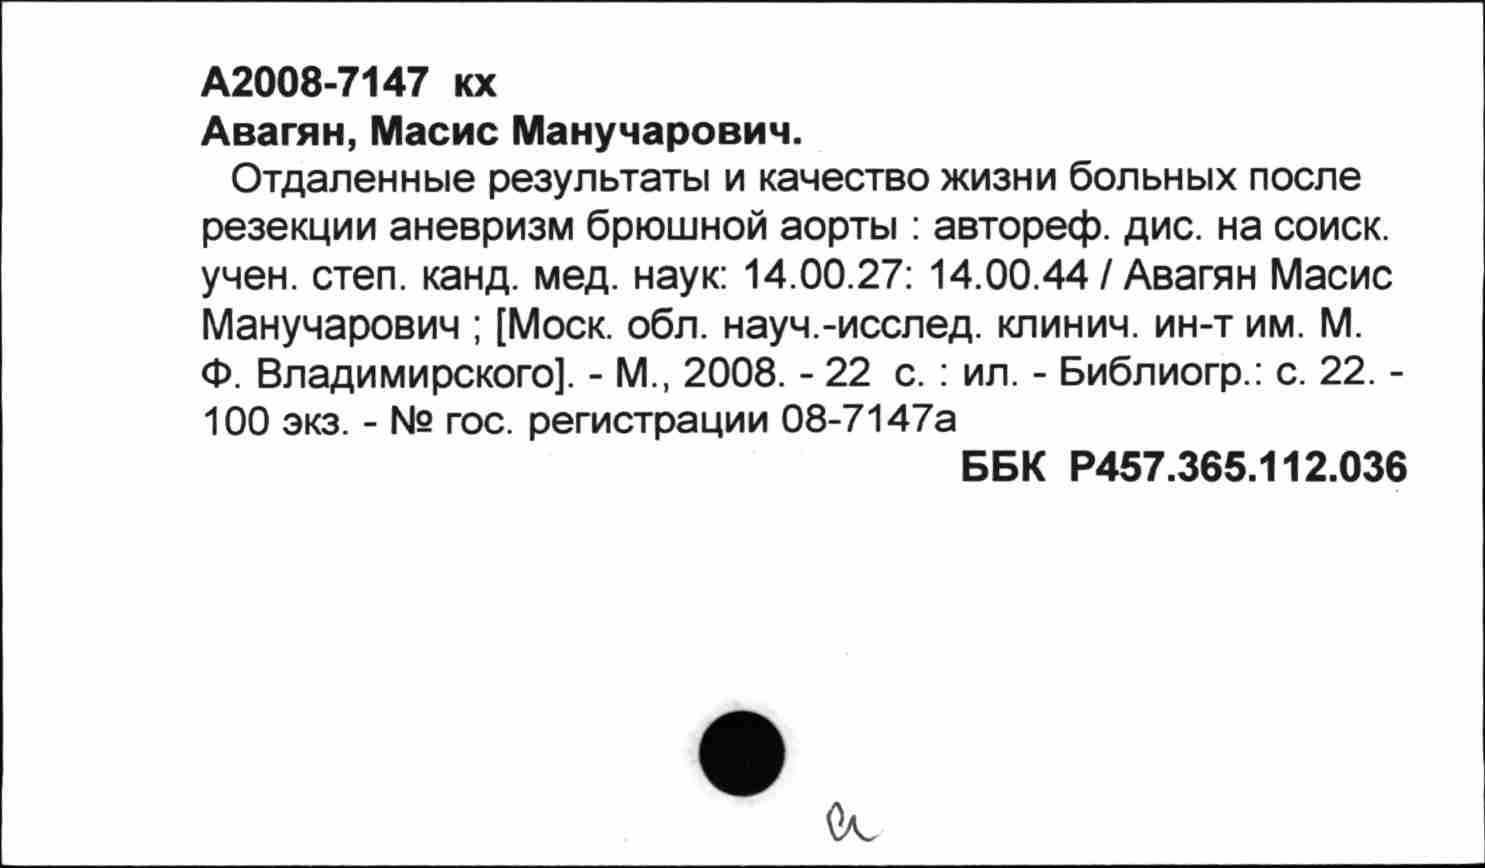 А2008-7147 кх
Авагян, Масис Манучарович.
Отдаленные результаты и качество жизни больных после
резекции аневризм брюшной аорты : автореф. дис. на соиск.
учен. степ. канд. мед. наук: 14.00.27: 14.00.44 / Авагян Масис
Манучарович ; [Моск. обл. науч.-исслед. клинич. ин-т им. М.
Ф. Владимирского]. - М., 2008. - 22 с. : ил. - Библиогр.: с. 22. -
100 экз. - № гос. регистрации 08-7147а
ББК Р457.365.112.036